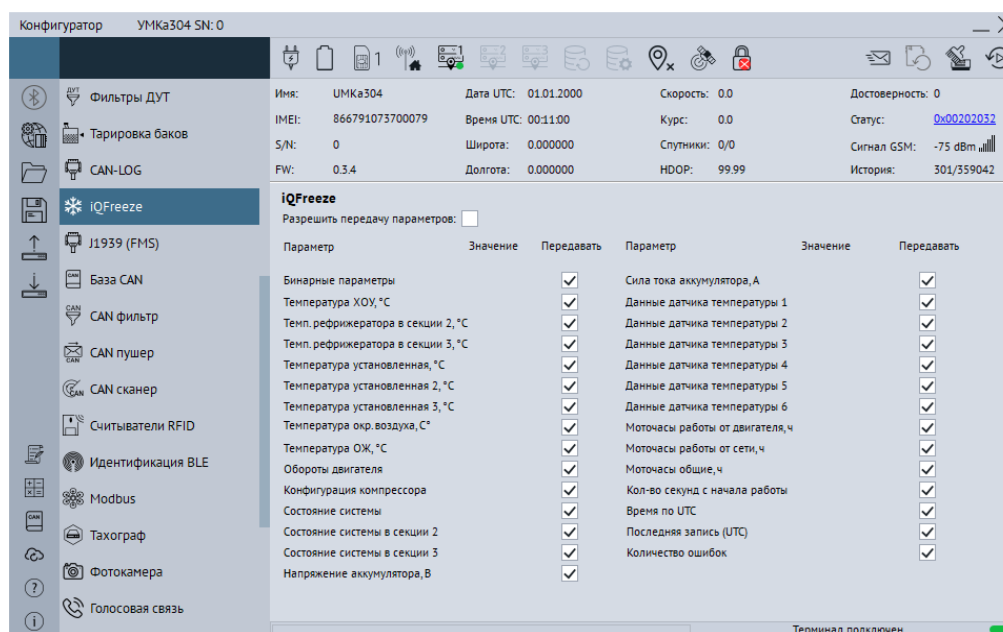 Конфигуратор УМКа304 SN: 0
1 1
Фильтры ДУТ
Тарировка баков
CAN-LOG
iQFreeze
J1939 (FMS)
База CAN
CAN фильтр
CAN пушер
CAN сканер
Считыватели RFID
Идентификация BLE
Modbus
Тахограф
Фотокамера
Голосовая связь
Имя: УМКа304 Дата UTC: 01.01.2000 Скорость: 0.0 Достоверность: 0
IMEI: 866791073700079 Время UTC: 00:11:00 Курс: 0.0 Статус: 0x00202032
S/N: 0 Широта: 0.000000 Спутники: 0/0 Сигнал GSM: -75 dBm
FW: 0.3.4 Долгота: 0.000000 HDOP: 99.99 История: 301/359042
iQFreeze
Разрешить передачу параметров:
Параметр Значение Передавать Параметр Значение Передавать
Бинарные параметры Сила тока аккумулятора, А
Температура ХОУ, °С Данные датчика температуры 1
Темп. рефрижератора в секции 2, °С Данные датчика температуры 2
Темп. рефрижератора в секции 3, °С Данные датчика температуры 3
Температура установленная, °С Данные датчика температуры 4
Температура установленная 2, °С Данные датчика температуры 5
Температура установленная 3, °С Данные датчика температуры 6
Температура окр. воздуха, С° Моточасы работы от двигателя, ч
Температура ОЖ, °С Моточасы работы от сети, ч
Обороты двигателя Моточасы общие, ч
Конфигурация компрессора Кол-во секунд с начала работы
Состояние системы Время по UTC
Состояние системы в секции 2 Последняя запись (UTC)
Состояние системы в секции 3 Количество ошибок
Напряжение аккумулятора, В
Терминал подключен